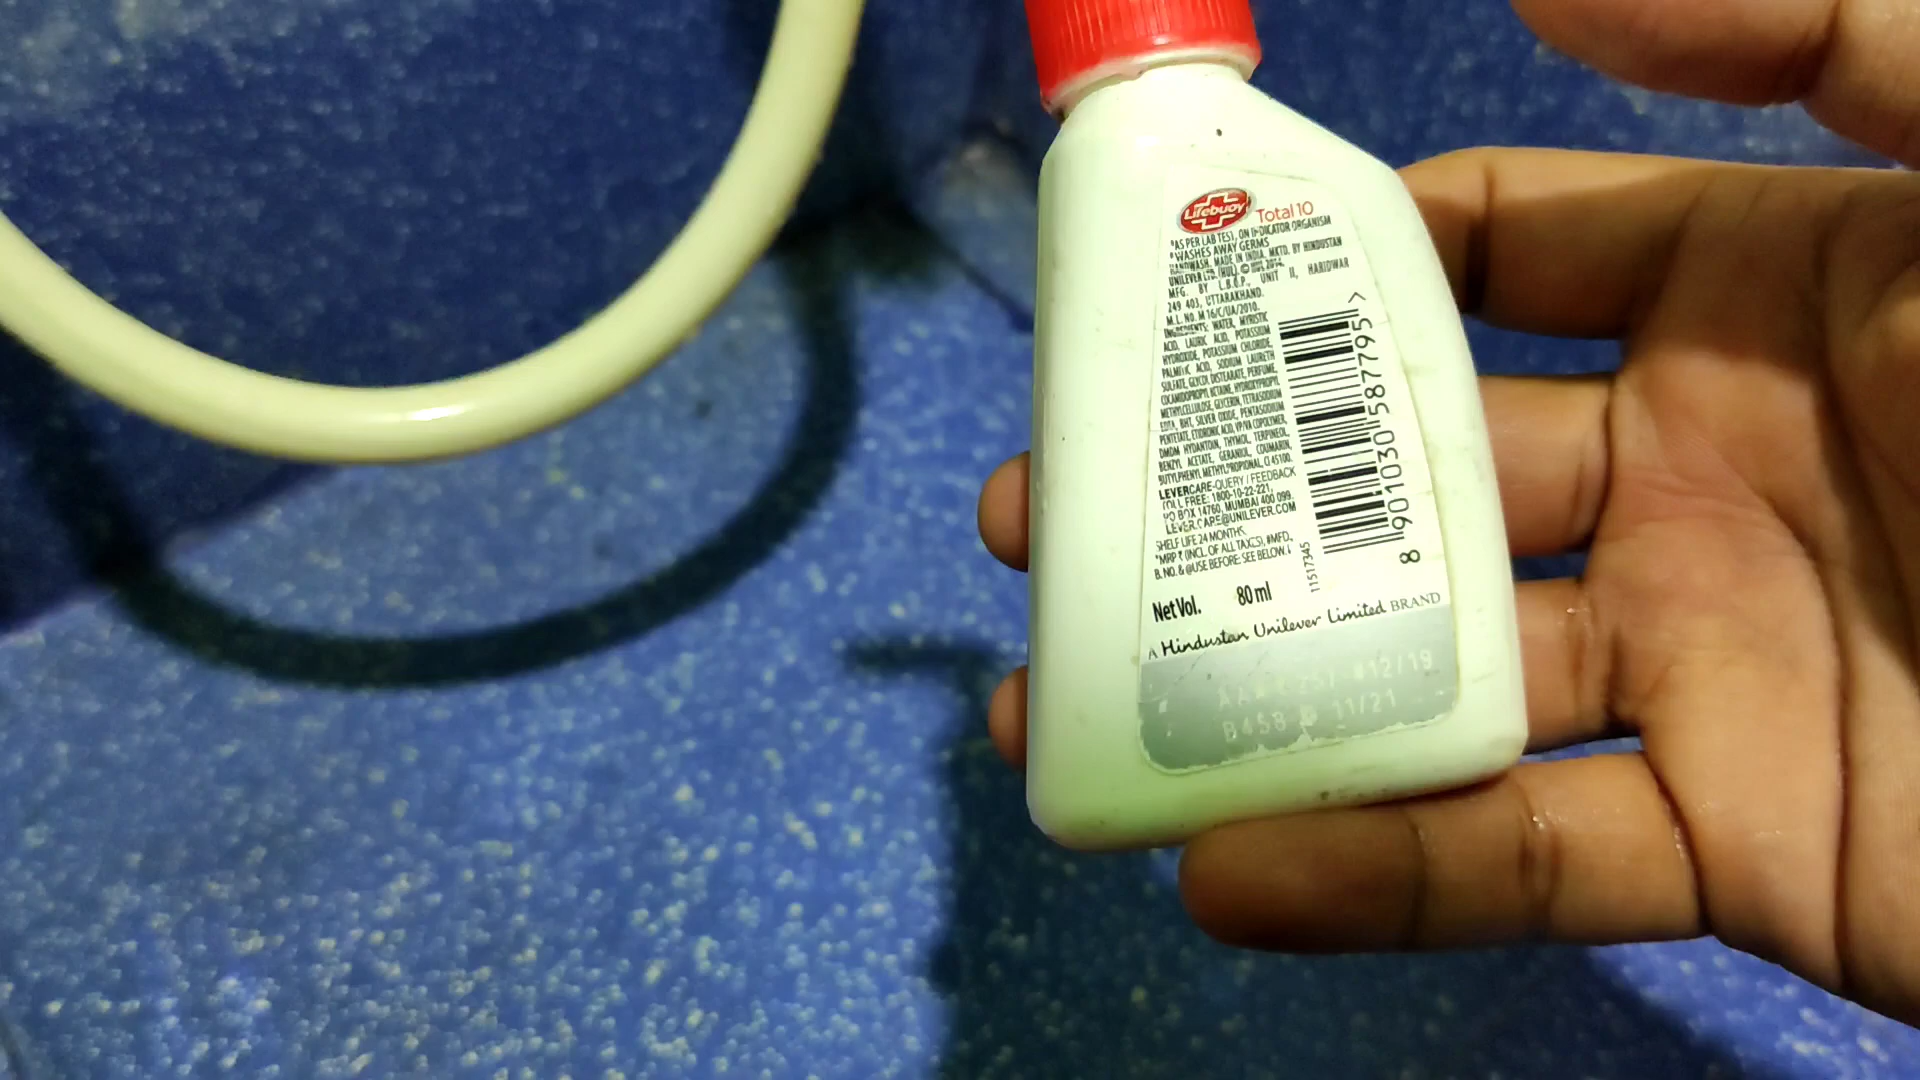 Lifebuoy Total 10
*AS PER LAB TEST, ON INDICATOR ORGANISM
#WASHES AWAY GERMS
HANDWASH. MADE IN INDIA. MKTD. BY HINDUSTAN
UNILEVER LTD. (HUL). © HUL 2014.
MFG. BY L.B.G.P., UNIT II, HARIDWAR
249 403, UTTARAKHAND.
M.L. NO. M 16/C/UA/2010.
INGREDIENTS: WATER, MYRISTIC
ACID, LAURIC ACID, POTASSIUM
HYDROXIDE, POTASSIUM CHLORIDE,
PALMITIC ACID, SODIUM LAURETH
SULFATE, GLYCOL DISTEARATE, PERFUME,
COCAMIDOPROPYL BETAINE, HYDROXYPROPYL
METHYLCELLULOSE, GLYCERIN, TETRASODIUM
EDTA, BHT, SILVER OXIDE, PENTASODIUM
PENTETATE, ETIDRONIC ACID, VP/VA COPOLYMER,
DMDM HYDANTOIN, THYMOL, TERPINEOL,
BENZYL ACETATE, GERANIOL, COUMARIN,
BUTYLPHENYL METHYLPROPIONAL, CI 45100.
LEVERCARE-QUERY / FEEDBACK
TOLL FREE: 1800-10-22-221,
PO BOX 14760, MUMBAI 400 099.
LEVER.CARE@UNILEVER.COM
SHELF LIFE 24 MONTHS
*MRP ₹ (INCL. OF ALL TAXES), #MFD.,
B. NO. & @USE BEFORE: SEE BELOW.
8 901030 587795 >
11517345
Net Vol. 80 ml
A Hindustan Unilever Limited BRAND
#12/19
B458 11/21